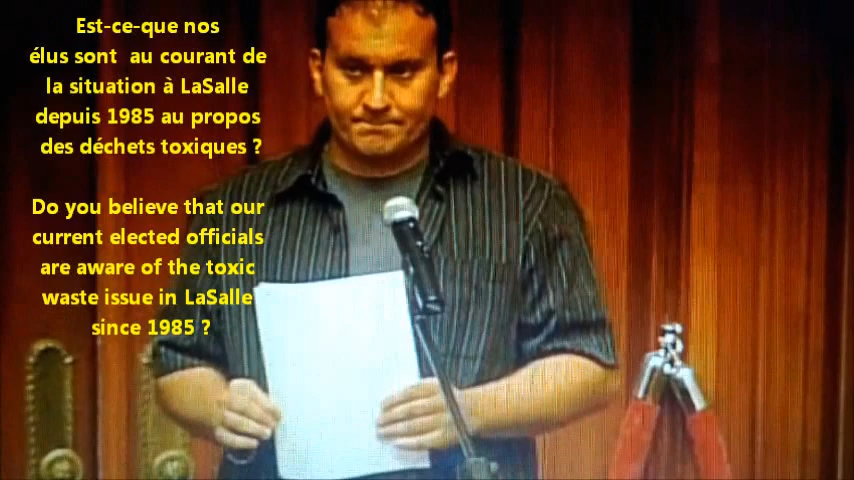 Est-ce-que nos
élus sont au courant de
la situation à LaSalle
depuis 1985 au propos
des déchets toxiques ?
Do you believe that our
current elected officials
are aware of the toxic
waste issue in LaSalle
since 1985 ?